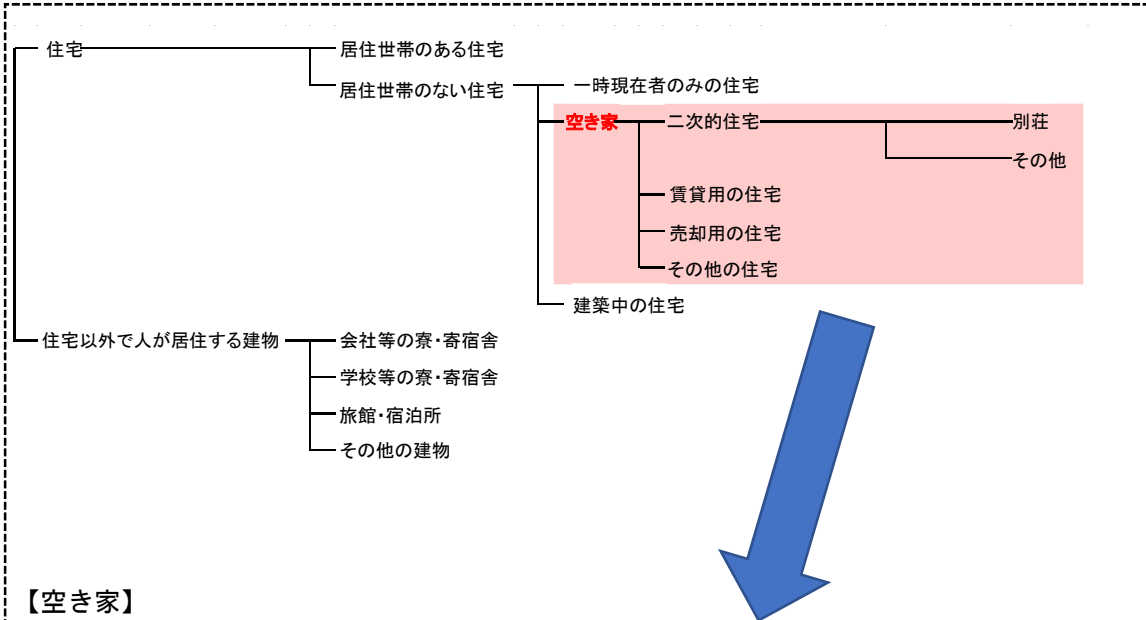 住宅 居住世帯のある住宅
居住世帯のない住宅 一時現在者のみの住宅
空き家 二次的住宅 別荘
その他
賃貸用の住宅
売却用の住宅
その他の住宅
建築中の住宅
住宅以外で人が居住する建物 会社等の寮・寄宿舎
学校等の寮・寄宿舎
旅館・宿泊所
その他の建物
【空き家】